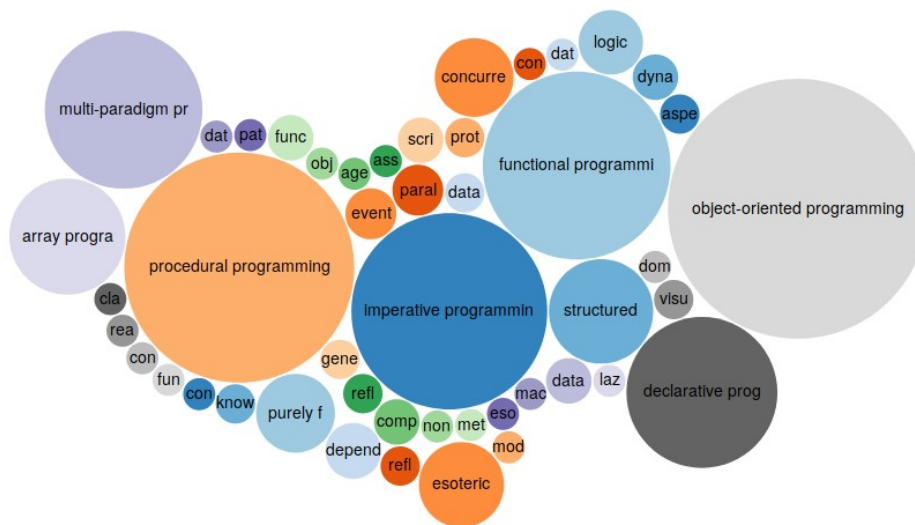 logic
dat
con
concurre
dyna
multi-paradigm pr
aspe
dat
pat
func
scri
prot
obj
ass
age
functional programmi
paral
data
event
object-oriented programming
array progra
procedural programming
dom
cla
visu
imperative programmin
structured
rea
con
gene
fun
laz
data
con
know
refl
mac
declarative prog
purely f
eso
comp
non
met
mod
depend
refl
esoteric